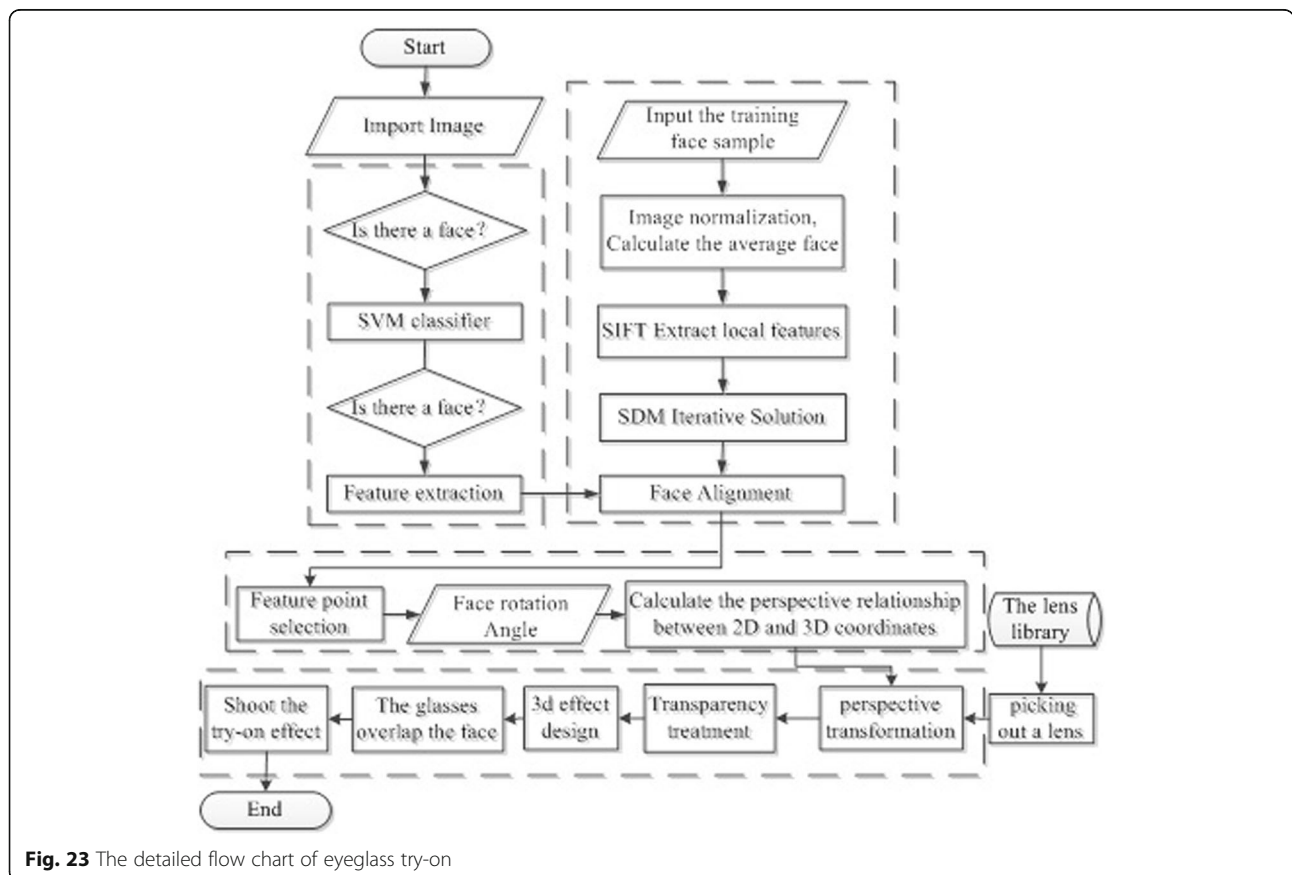 Start
Import Image
Is there a face?
SVM classifier
Is there a face?
Feature extraction
Input the training
face sample
Image normalization,
Calculate the average face
SIFT Extract local features
SDM Iterative Solution
Face Alignment
Feature point
selection
Face rotation
Angle
Calculate the perspective relationship
between 2D and 3D coordinates
The lens
library
picking
out a lens
perspective
transformation
Transparency
treatment
3d effect
design
The glasses
overlap the face
Shoot the
try-on effect
End
Fig. 23 The detailed flow chart of eyeglass try-on